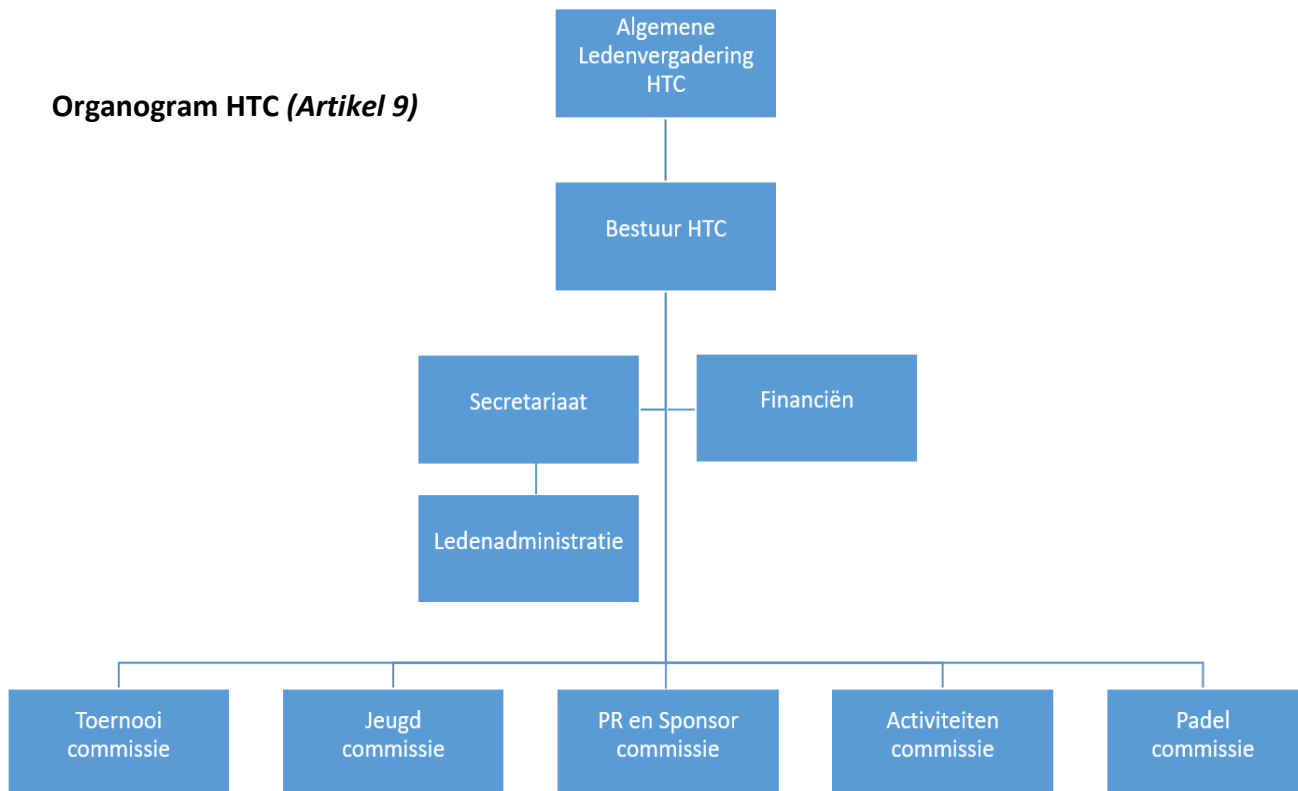 Algemene
Ledenvergadering
HTC
Organogram HTC (Artikel 9)
Bestuur HTC
Secretariaat
Financiën
Ledenadministratie
Toernooi
commissie
Jeugd
commissie
PR en Sponsor
commissie
Activiteiten
commissie
Padel
commissie